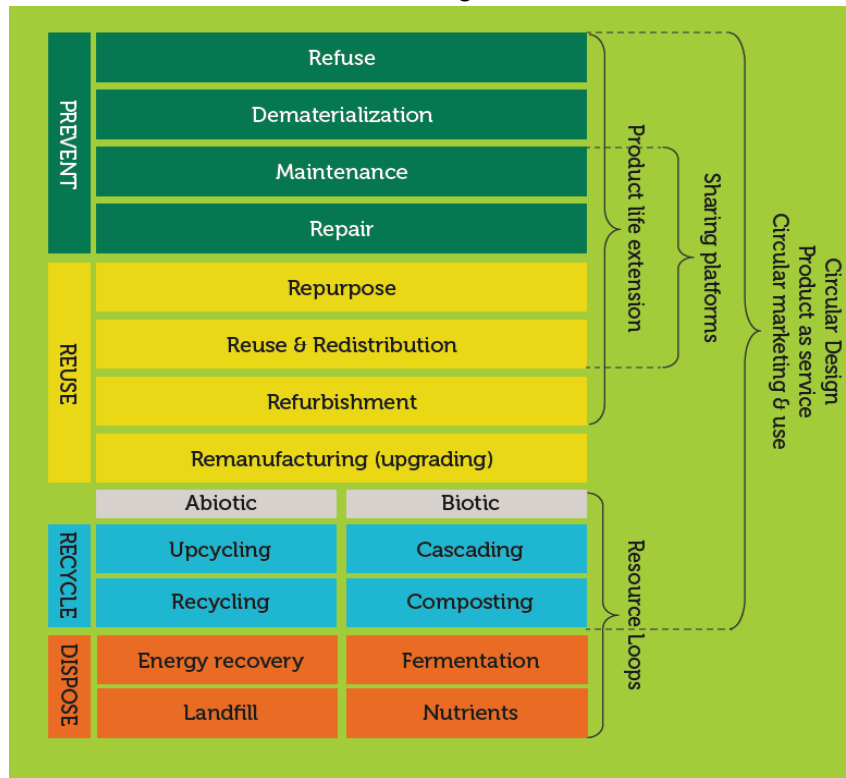 PREVENT
Refuse
Dematerialization
Maintenance
Repair
REUSE
Repurpose
Reuse & Redistribution
Refurbishment
Remanufacturing (upgrading)
Abiotic
Biotic
RECYCLE
Upcycling
Cascading
Recycling
Composting
DISPOSE
Energy recovery
Fermentation
Landfill
Nutrients
Product life extension
Sharing platforms
Circular Design
Product as service
Circular marketing & use
Resource Loops